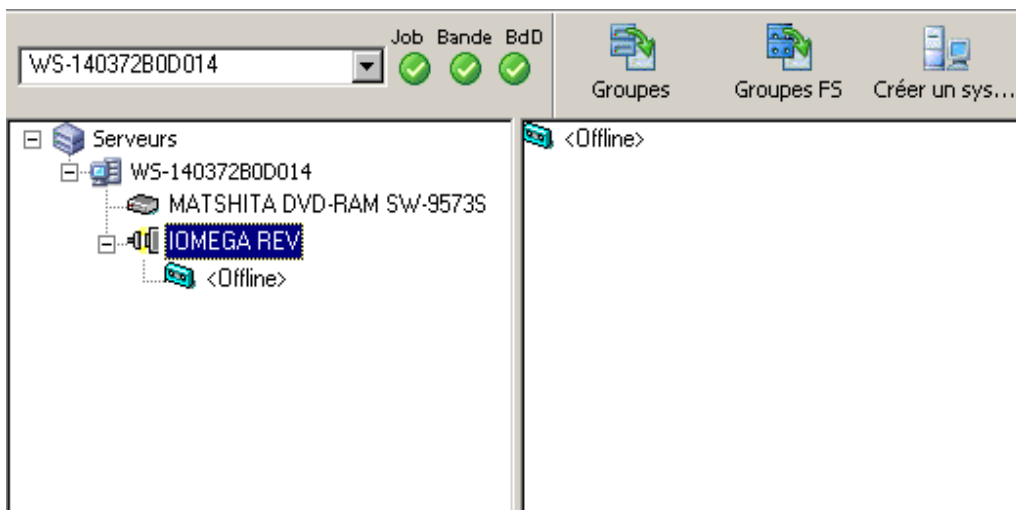 Job Bande BdD
WS-140372B0D014
Groupes
Groupes FS
Créer un sys...
Serveurs
WS-140372B0D014
MATSHITA DVD-RAM SW-9573S
IOMEGA REV
<Offline>
<Offline>